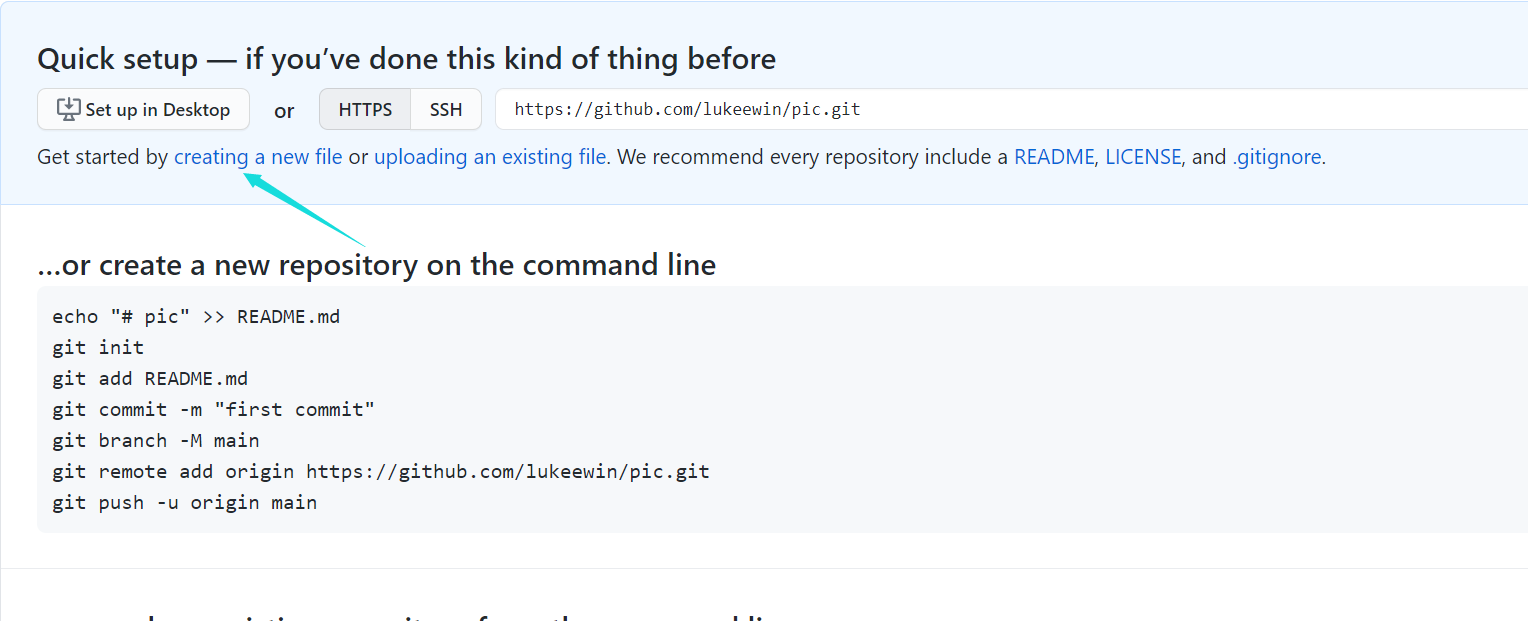 Quick setup — if you’ve done this kind of thing before
Set up in Desktop or HTTPS SSH https://github.com/lukeewin/pic.git
Get started by creating a new file or uploading an existing file. We recommend every repository include a README, LICENSE, and .gitignore.
…or create a new repository on the command line
echo "# pic" >> README.md
git init
git add README.md
git commit -m "first commit"
git branch -M main
git remote add origin https://github.com/lukeewin/pic.git
git push -u origin main